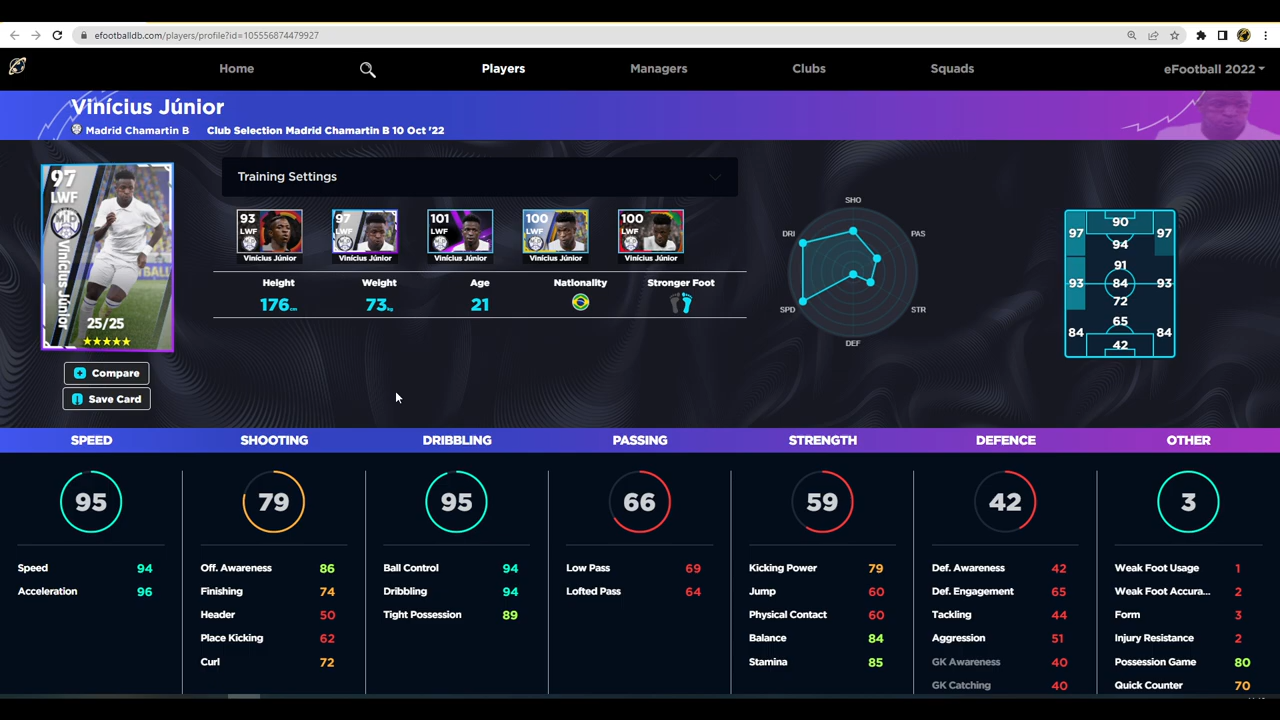 efootballdb.com/players/profile?id=105556874479927
Home
Players
Managers
Clubs
Squads
eFootball 2022
Vinícius Júnior
Madrid Chamartin B
Club Selection Madrid Chamartin B 10 Oct '22
97
LWF
Vinícius Júnior
25/25
Training Settings
93
LWF
Vinícius Júnior
97
LWF
Vinícius Júnior
101
LWF
Vinícius Júnior
100
LWF
Vinícius Júnior
100
LWF
Vinícius Júnior
Height
176cm
Weight
73kg
Age
21
Nationality
Stronger Foot
SHO
DRI
PAS
SPD
STR
DEF
90
97 94 97
91
93 84 93
72
65
84 84
42
Compare
Save Card
SPEED
95
Speed 94
Acceleration 96
SHOOTING
79
Off. Awareness 86
Finishing 74
Header 50
Place Kicking 62
Curl 72
DRIBBLING
95
Ball Control 94
Dribbling 94
Tight Possession 89
PASSING
66
Low Pass 69
Lofted Pass 64
STRENGTH
59
Kicking Power 79
Jump 60
Physical Contact 60
Balance 84
Stamina 85
DEFENCE
42
Def. Awareness 42
Def. Engagement 65
Tackling 44
Aggression 51
GK Awareness 40
GK Catching 40
OTHER
3
Weak Foot Usage 1
Weak Foot Accura... 2
Form 3
Injury Resistance 2
Possession Game 80
Quick Counter 70